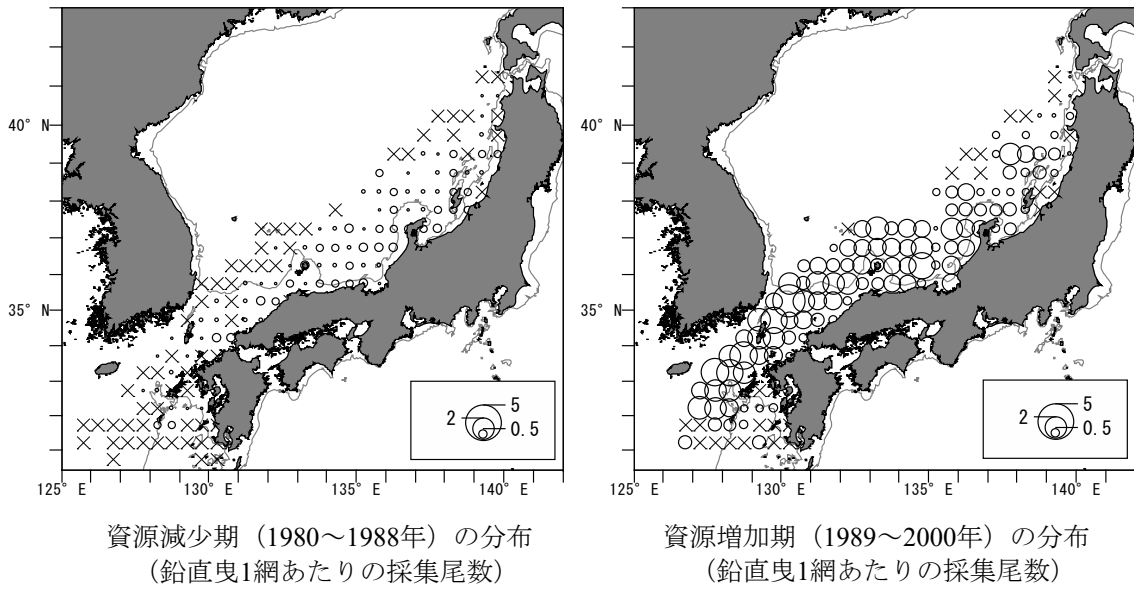 40° N
35° N
125° E
130° E
135° E
140° E
2
5
0.5
資源減少期（1980～1988年）の分布
（鉛直曳1網あたりの採集尾数）
40° N
35° N
125° E
130° E
135° E
140° E
2
5
0.5
資源増加期（1989～2000年）の分布
（鉛直曳1網あたりの採集尾数）